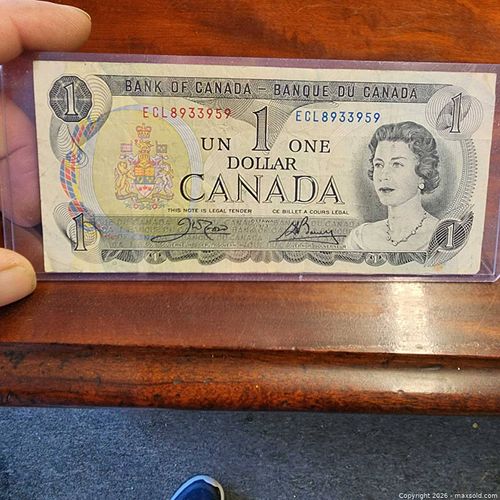 BANK OF CANADA – BANQUE DU CANADA
1
1
ECL8933959 ECL8933959
UN 1 ONE
DOLLAR
CANADA
THIS NOTE IS LEGAL TENDER CE BILLET A COURS LÉGAL
1
1
Copyright 2026 - maxsold.com